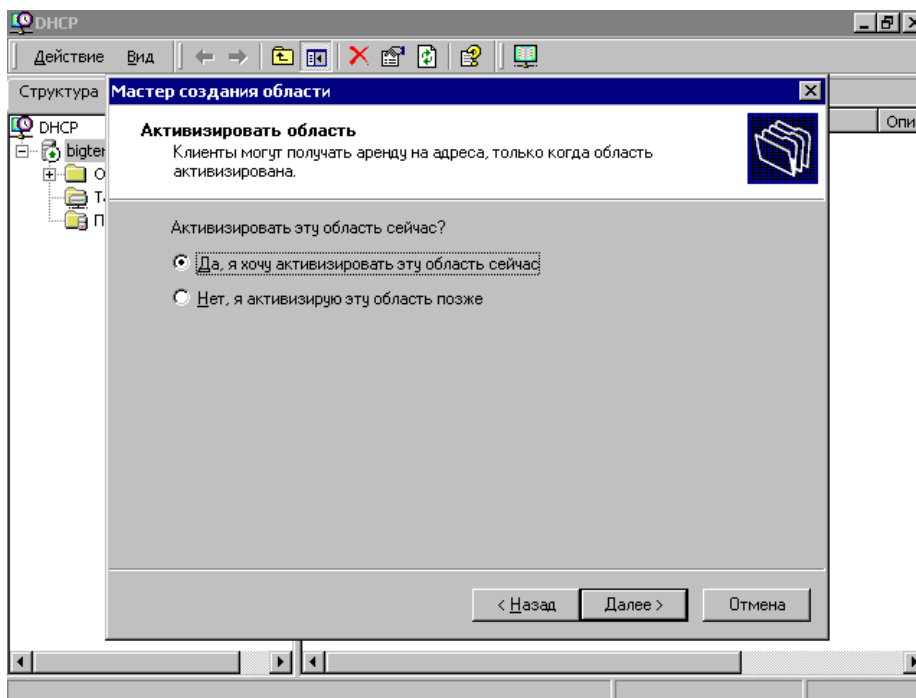 DHCP
Действие Вид
Структура
Мастер создания области
DHCP
Активизировать область
Клиенты могут получать аренду на адреса, только когда область
активизирована.
Активизировать эту область сейчас?
Да, я хочу активизировать эту область сейчас
Нет, я активизирую эту область позже
< Назад Далее > Отмена